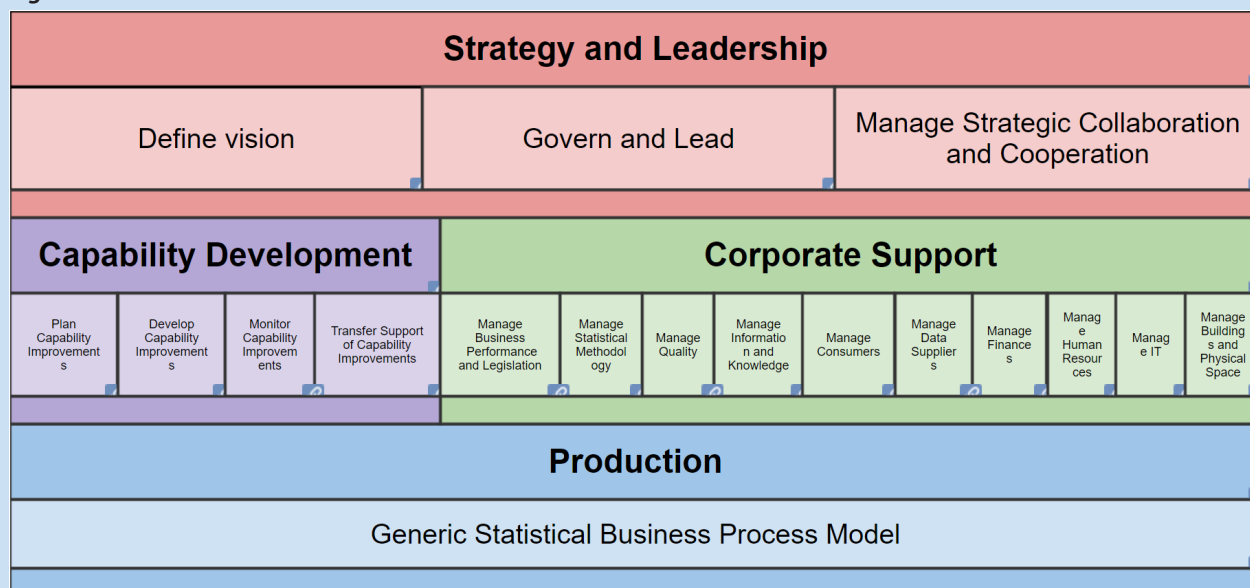 Strategy and Leadership
Define vision
Govern and Lead
Manage Strategic Collaboration
and Cooperation
Capability Development
Corporate Support
Plan
Capability
Improvement
s
Develop
Capability
Improvement
s
Monitor
Capability
Improvem
ents
Transfer Support
of Capability
Improvements
Manage
Business
Performance
and Legislation
Manage
Statistical
Methodol
ogy
Manage
Quality
Manage
Informatio
n and
Knowledge
Manage
Consumers
Manage
Data
Supplier
s
Manage
Finance
s
Manag
e
Human
Resour
ces
Manag
e IT
Manage
Building
s and
Physical
Space
Production
Generic Statistical Business Process Model